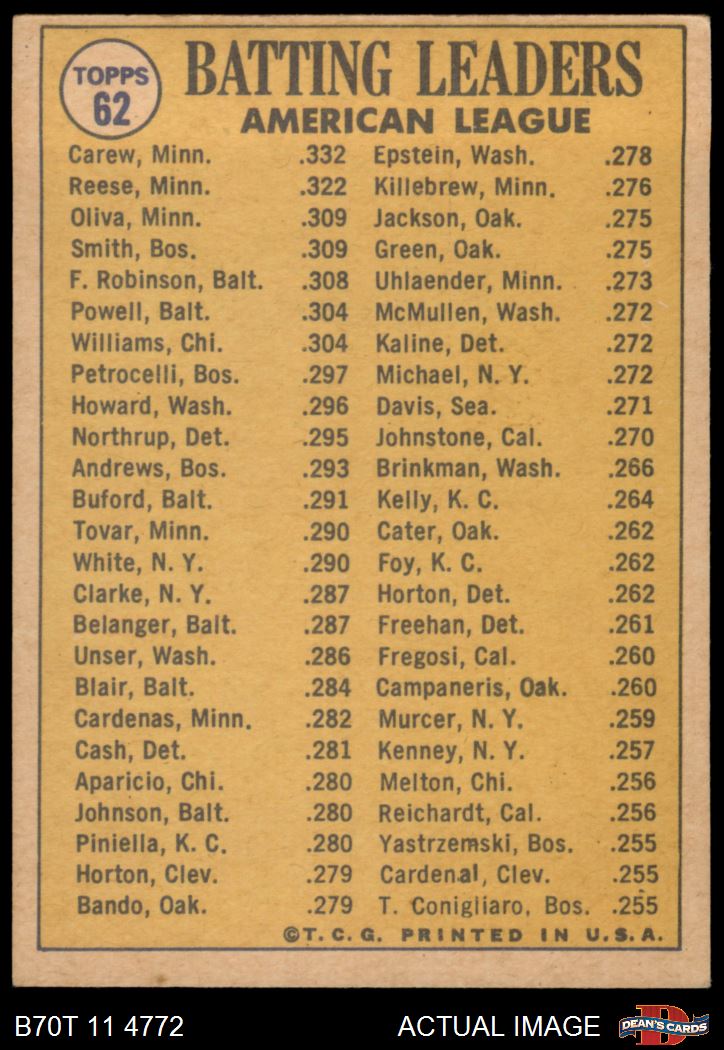 TOPPS
62
BATTING LEADERS
AMERICAN LEAGUE
Carew, Minn. .332 Epstein, Wash. .278
Reese, Minn. .322 Killebrew, Minn. .276
Oliva, Minn. .309 Jackson, Oak. .275
Smith, Bos. .309 Green, Oak. .275
F. Robinson, Balt. .308 Uhlaender, Minn. .273
Powell, Balt. .304 McMullen, Wash. .272
Williams, Chi. .304 Kaline, Det. .272
Petrocelli, Bos. .297 Michael, N. Y. .272
Howard, Wash. .296 Davis, Sea. .271
Northrup, Det. .295 Johnstone, Cal. .270
Andrews, Bos. .293 Brinkman, Wash. .266
Buford, Balt. .291 Kelly, K. C. .264
Tovar, Minn. .290 Cater, Oak. .262
White, N. Y. .290 Foy, K. C. .262
Clarke, N. Y. .287 Horton, Det. .262
Belanger, Balt. .287 Freehan, Det. .261
Unser, Wash. .286 Fregosi, Cal. .260
Blair, Balt. .284 Campaneris, Oak. .260
Cardenas, Minn. .282 Murcer, N. Y. .259
Cash, Det. .281 Kenney, N. Y. .257
Aparicio, Chi. .280 Melton, Chi. .256
Johnson, Balt. .280 Reichardt, Cal. .256
Piniella, K. C. .280 Yastrzemski, Bos. .255
Horton, Clev. .279 Cardenal, Clev. .255
Bando, Oak. .279 T. Conigliaro, Bos. .255
©T. C. G. PRINTED IN U.S.A.
B70T 11 4772 ACTUAL IMAGE
D
DEAN'S CARDS